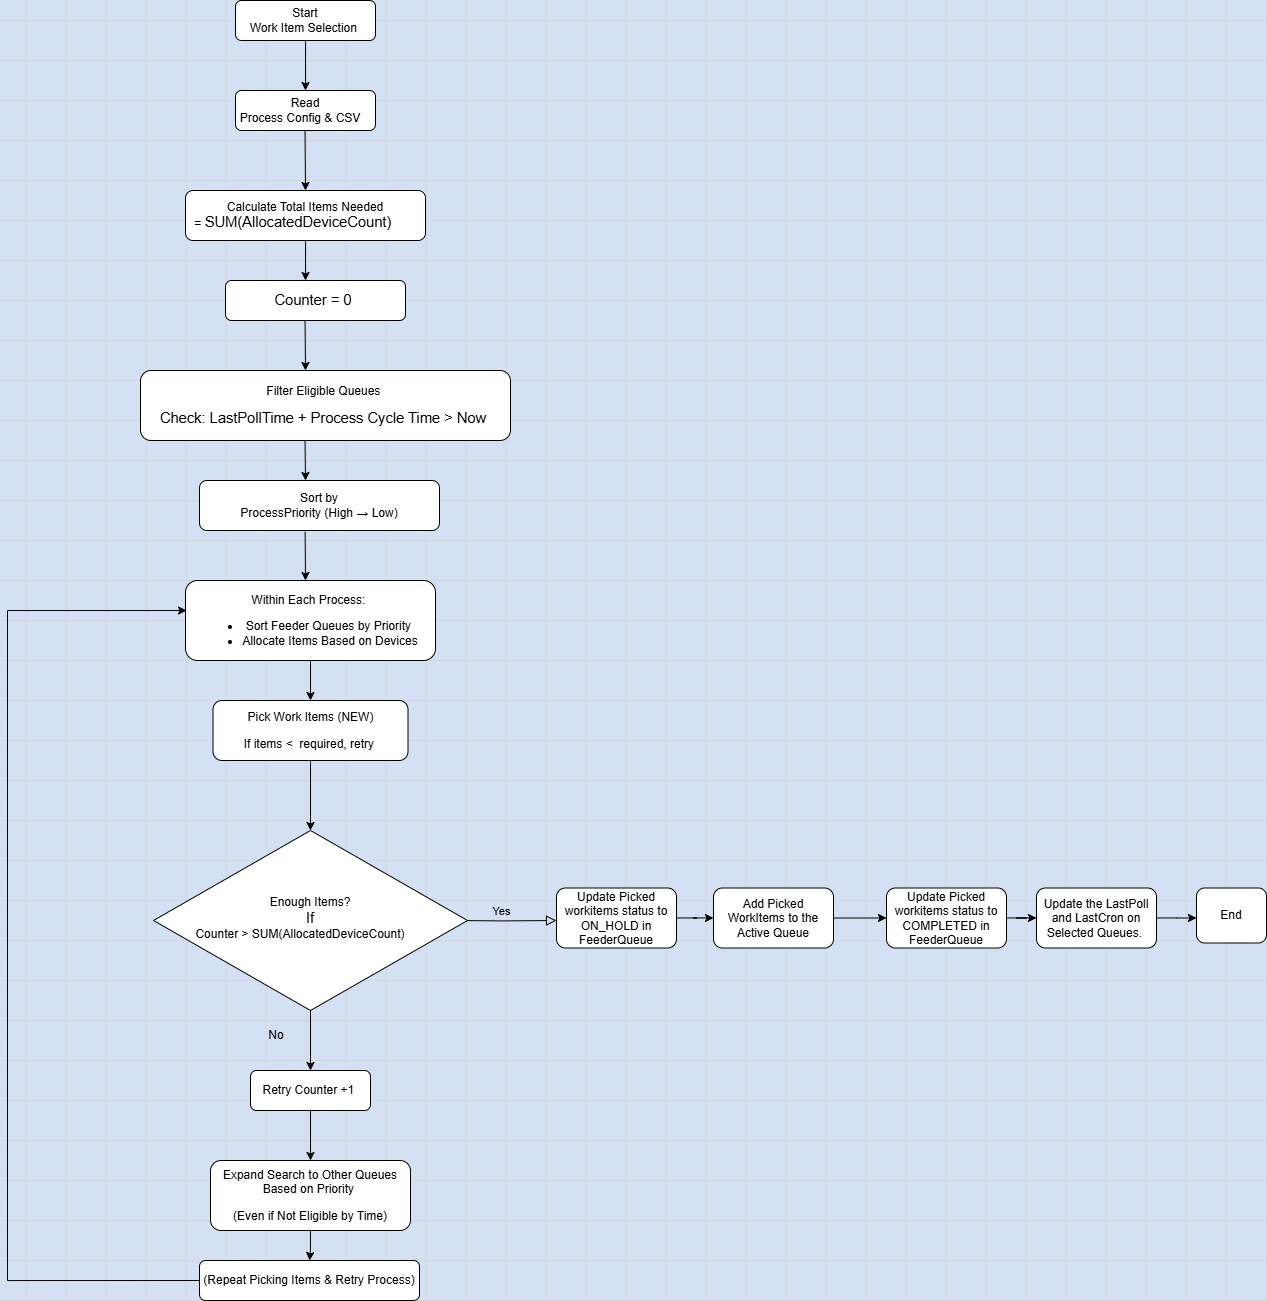 Start
Work Item Selection
Read
Process Config & CSV
Calculate Total Items Needed
= SUM(AllocatedDeviceCount)
Counter = 0
Filter Eligible Queues
Check: LastPollTime + Process Cycle Time > Now
Sort by
ProcessPriority (High → Low)
Within Each Process:
• Sort Feeder Queues by Priority
• Allocate Items Based on Devices
Pick Work Items (NEW)
If items < required, retry
Enough Items?
If
Counter > SUM(AllocatedDeviceCount)
Yes
Update Picked
workitems status to
ON_HOLD in
FeederQueue
Add Picked
WorkItems to the
Active Queue
Update Picked
workitems status to
COMPLETED in
FeederQueue
Update the LastPoll
and LastCron on
Selected Queues.
End
No
Retry Counter +1
Expand Search to Other Queues
Based on Priority
(Even if Not Eligible by Time)
(Repeat Picking Items & Retry Process)